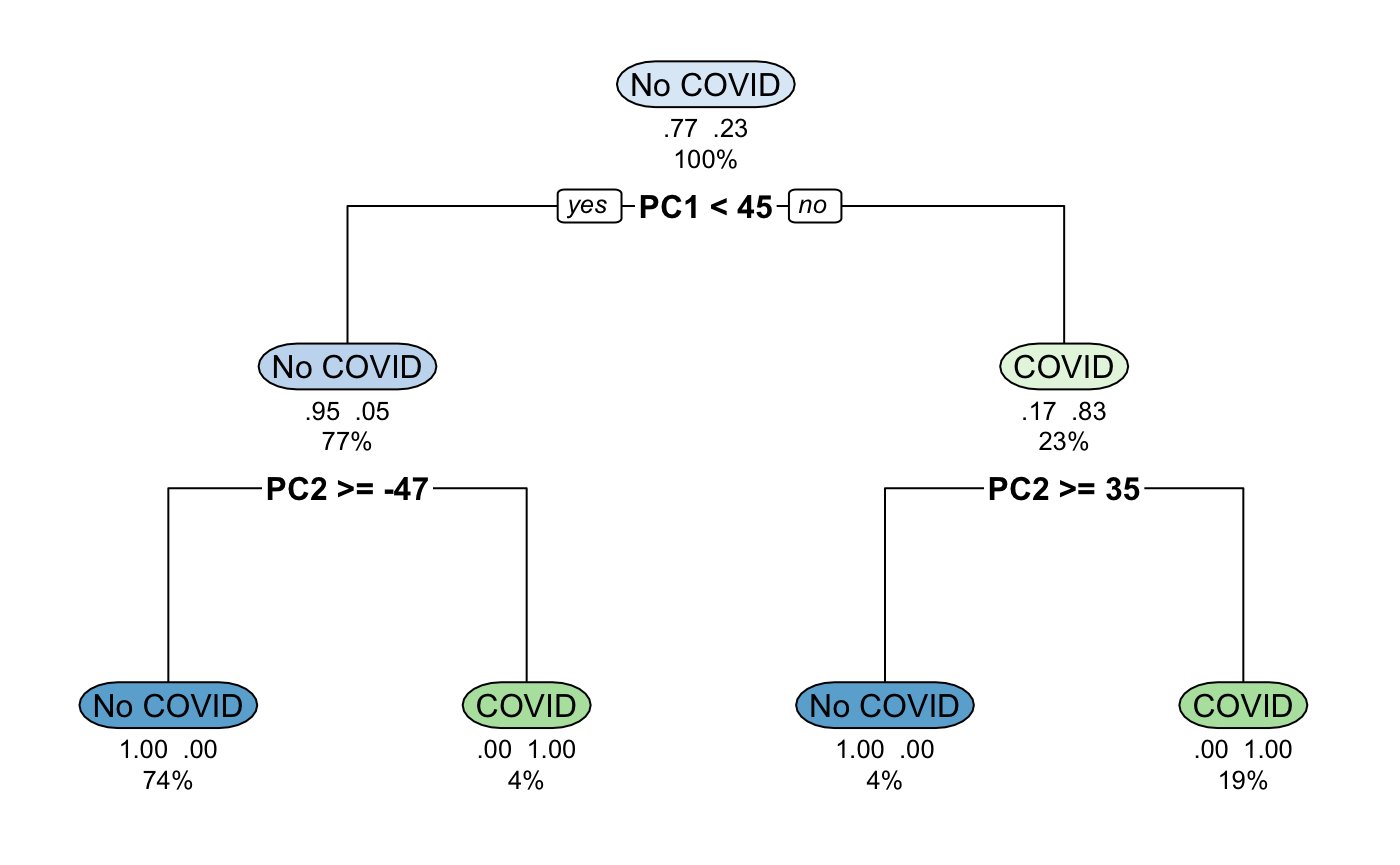 No COVID
.77 .23
100%
yes PC1 < 45 no
No COVID COVID
.95 .05 .17 .83
77% 23%
PC2 >= -47 PC2 >= 35
No COVID COVID No COVID COVID
1.00 .00 .00 1.00 1.00 .00 .00 1.00
74% 4% 4% 19%